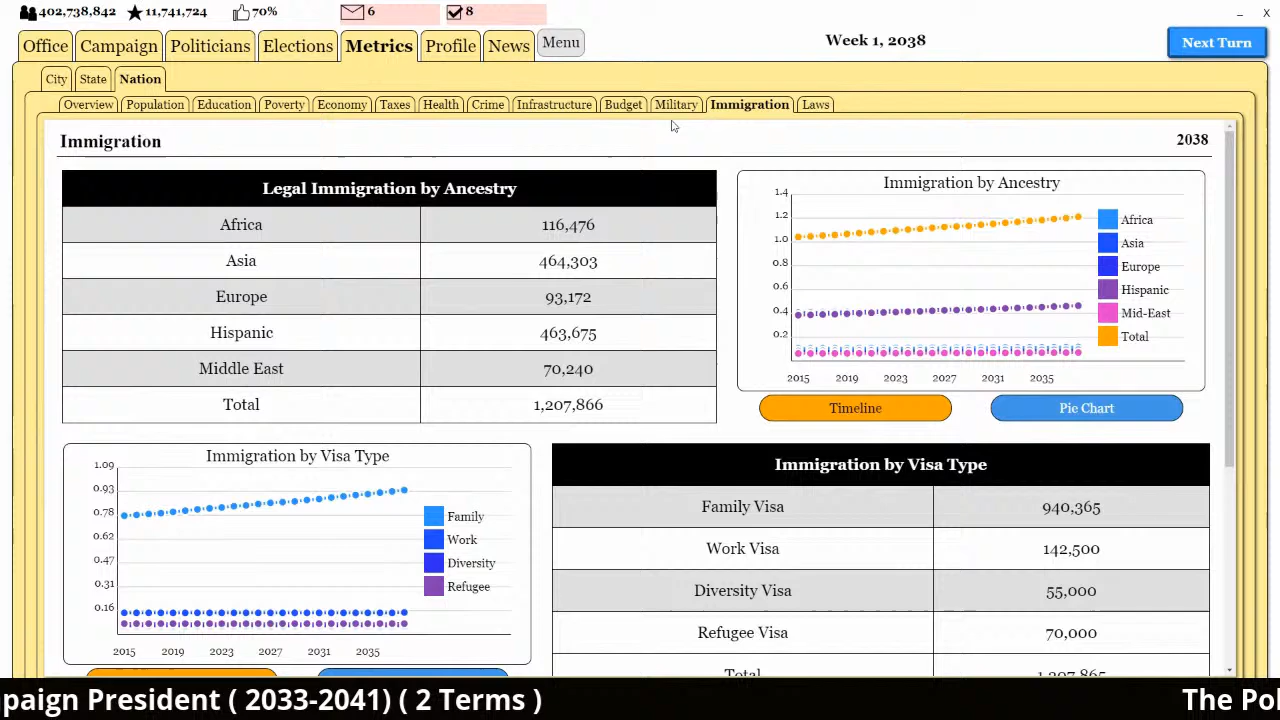 402,738,842 11,741,724 70% 6 8 _ X
Office Campaign Politicians Elections Metrics Profile News Menu Week 1, 2038 Next Turn
City State Nation
Overview Population Education Poverty Economy Taxes Health Crime Infrastructure Budget Military Immigration Laws
Immigration 2038
Legal Immigration by Ancestry
Africa 116,476
Asia 464,303
Europe 93,172
Hispanic 463,675
Middle East 70,240
Total 1,207,866
Immigration by Ancestry
1.4
1.2
1.0
0.8
0.6
0.4
0.2
2015 2019 2023 2027 2031 2035
Africa
Asia
Europe
Hispanic
Mid-East
Total
Timeline Pie Chart
Immigration by Visa Type
1.09
0.93
0.78
0.62
0.47
0.31
0.16
2015 2019 2023 2027 2031 2035
Family
Work
Diversity
Refugee
Immigration by Visa Type
Family Visa 940,365
Work Visa 142,500
Diversity Visa 55,000
Refugee Visa 70,000
Total 1,207,865
paign President ( 2033-2041) ( 2 Terms ) The Pol